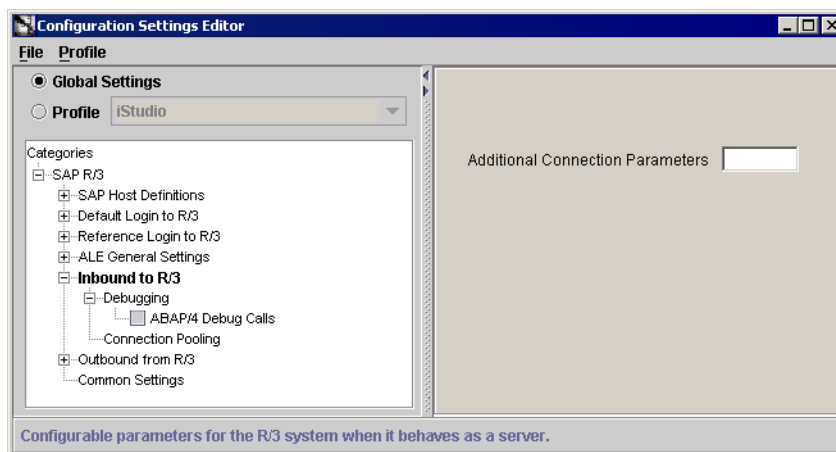 Configuration Settings Editor
File Profile
Global Settings
Profile iStudio
Categories
SAP R/3
SAP Host Definitions
Default Login to R/3
Reference Login to R/3
ALE General Settings
Inbound to R/3
Debugging
ABAP/4 Debug Calls
Connection Pooling
Outbound from R/3
Common Settings
Additional Connection Parameters
Configurable parameters for the R/3 system when it behaves as a server.